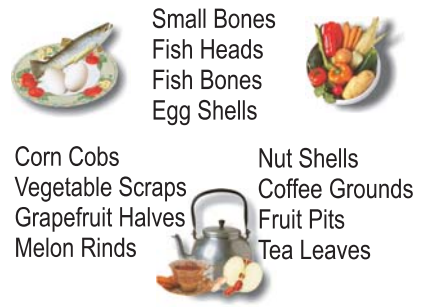 Small Bones
Fish Heads
Fish Bones
Egg Shells
Corn Cobs
Vegetable Scraps
Grapefruit Halves
Melon Rinds
Nut Shells
Coffee Grounds
Fruit Pits
Tea Leaves